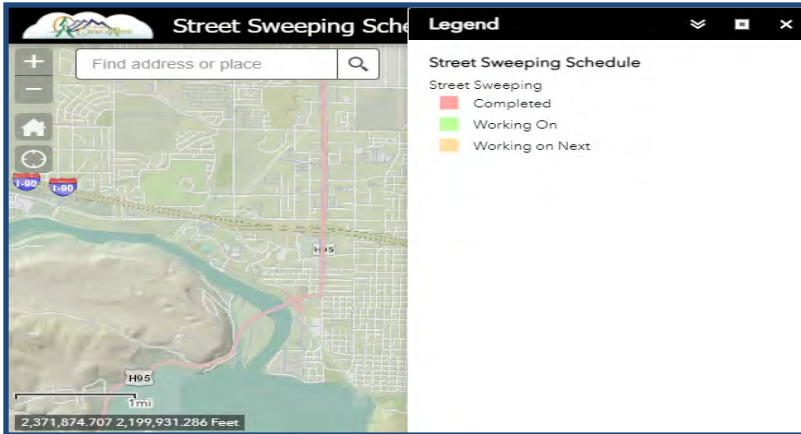 Street Sweeping Sche
Legend
Find address or place
Street Sweeping Schedule
Street Sweeping
Completed
Working On
Working on Next
I-90
I-90
H95
H95
1mi
2,371,874.707 2,199,931.286 Feet